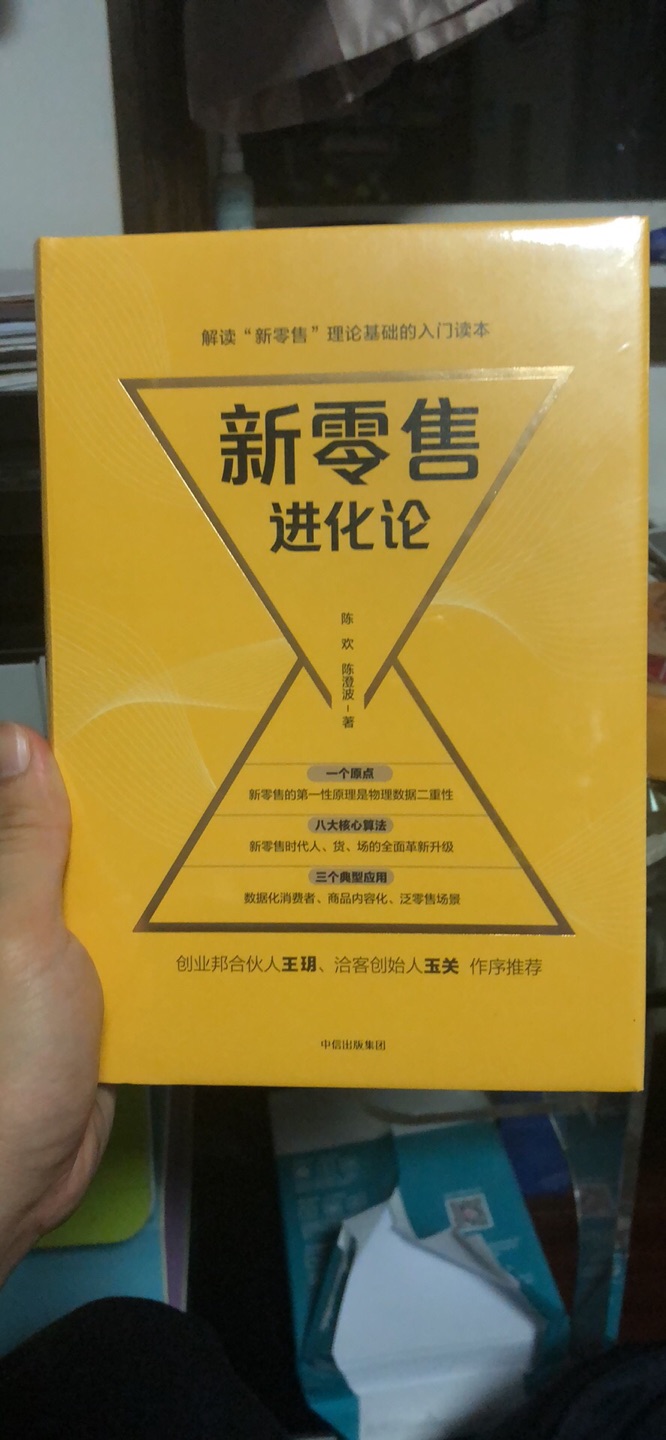 解读“新零售”理论基础的入门读本
新零售
进化论
陈欢 陈澄波-著
一个原点
新零售的第一性原理是物理数据二重性
八大核心算法
新零售时代人、货、场的全面革新升级
三个典型应用
数据化消费者、商品内容化、泛零售场景
创业邦合伙人王玥、洽客创始人玉关 作序推荐
中信出版集团